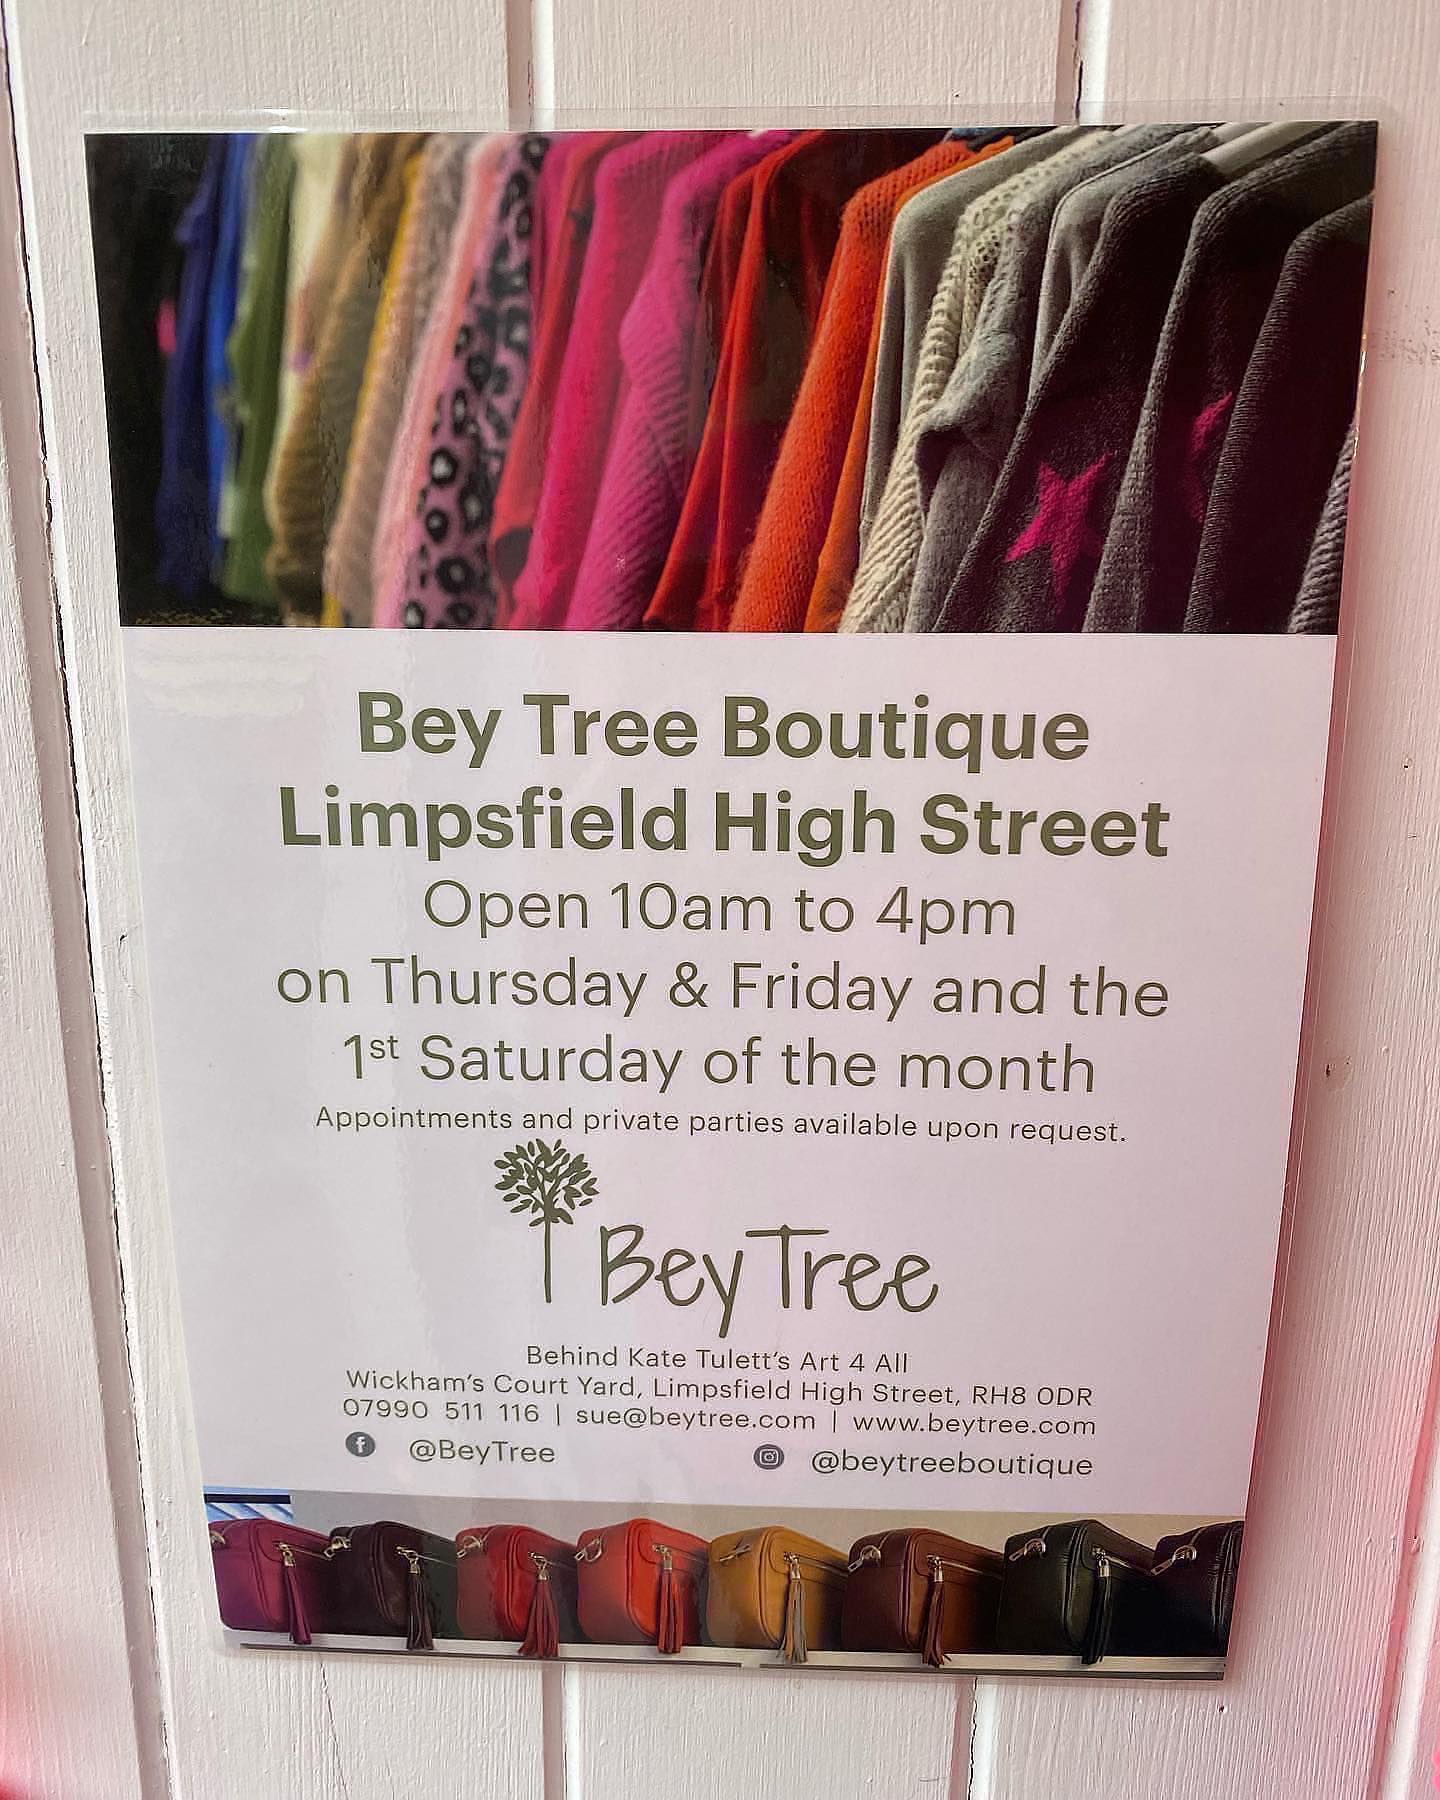 Bey Tree Boutique
Limpsfield High Street
Open 10am to 4pm
on Thursday & Friday and the
1st Saturday of the month
Appointments and private parties available upon request.
Bey Tree
Behind Kate Tulett's Art 4 All
Wickham's Court Yard, Limpsfield High Street, RH8 0DR
07990 511 116 | sue@beytree.com | www.beytree.com
@BeyTree @beytreeboutique